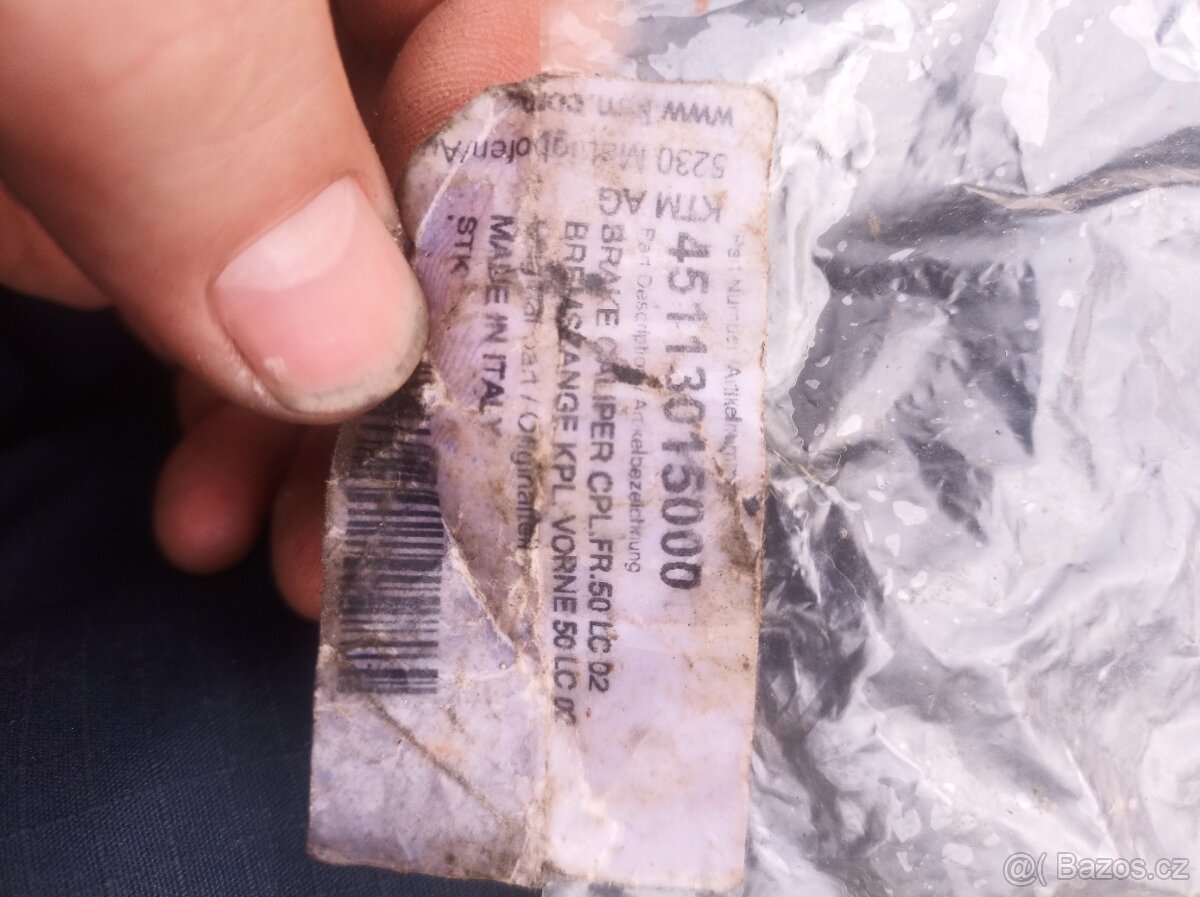 KTM AG
5230 Mattighofen/Au
www.ktm.com
Part Number / Artikelnummer
45113015000
Part Description / Artikelbezeichnung
BRAKE CALIPER CPL.FR.50 LC 02
BREMSZANGE KPL. VORNE 50 LC 02
Original part / Originalteil
MADE IN ITALY
STK.
Bazos.cz